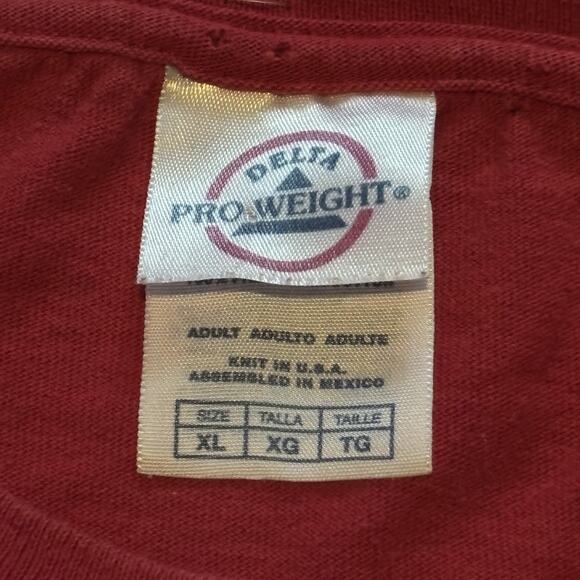 DELTA
PRO WEIGHT®
ADULT ADULTO ADULTE
KNIT IN U.S.A.
ASSEMBLED IN MEXICO
SIZE TALLA TAILLE
XL XG TG